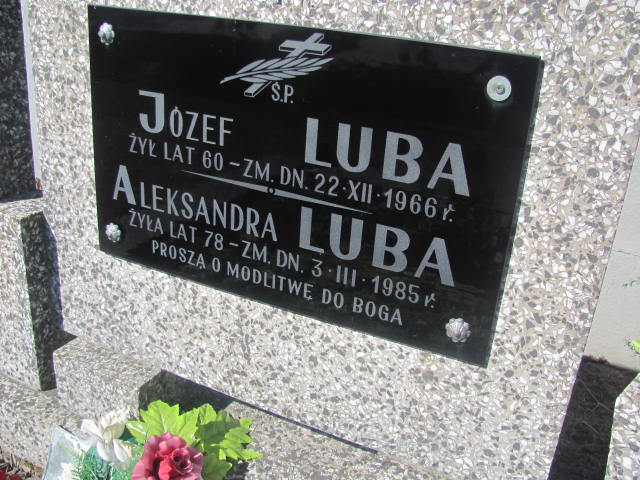 Ś.P.
JÓZEF LUBA
ŻYŁ LAT 60 – ZM. DN. 22·XII·1966 r.
ALEKSANDRA LUBA
ŻYŁA LAT 78 – ZM. DN. 3·III·1985 r.
PROSZĄ O MODLITWĘ DO BOGA